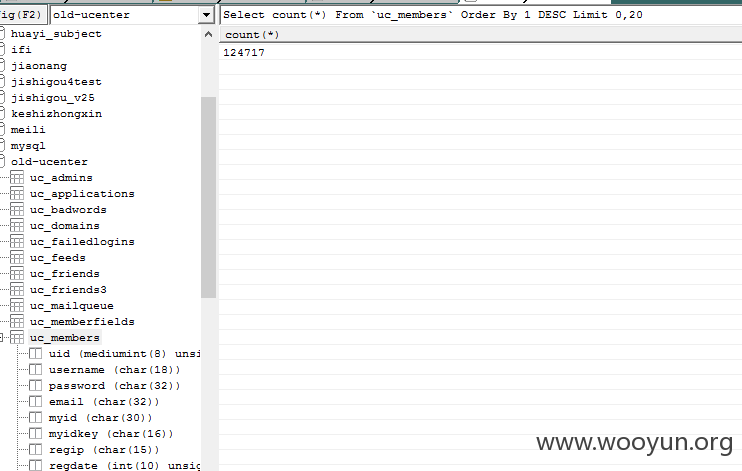 ig(F2) old-ucenter Select count(*) From `uc_members` Order By 1 DESC Limit 0,20
huayi_subject
ifi
jiaonang
jishigou4test
jishigou_v25
keshizhongxin
meili
mysql
old-ucenter
uc_admins
uc_applications
uc_badwords
uc_domains
uc_failedlogins
uc_feeds
uc_friends
uc_friends3
uc_mailqueue
uc_memberfields
uc_members
uid (mediumint(8) unsi
username (char(18))
password (char(32))
email (char(32))
myid (char(30))
myidkey (char(16))
regip (char(15))
regdate (int(10) unsig
count(*)
124717
www.wooyun.org